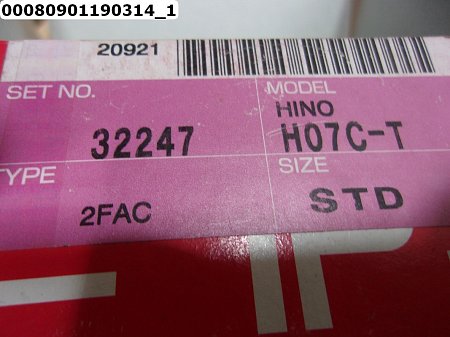 00080901190314_1
20921
SET NO.
MODEL
HINO
32247
H07C-T
TYPE
SIZE
2FAC
STD